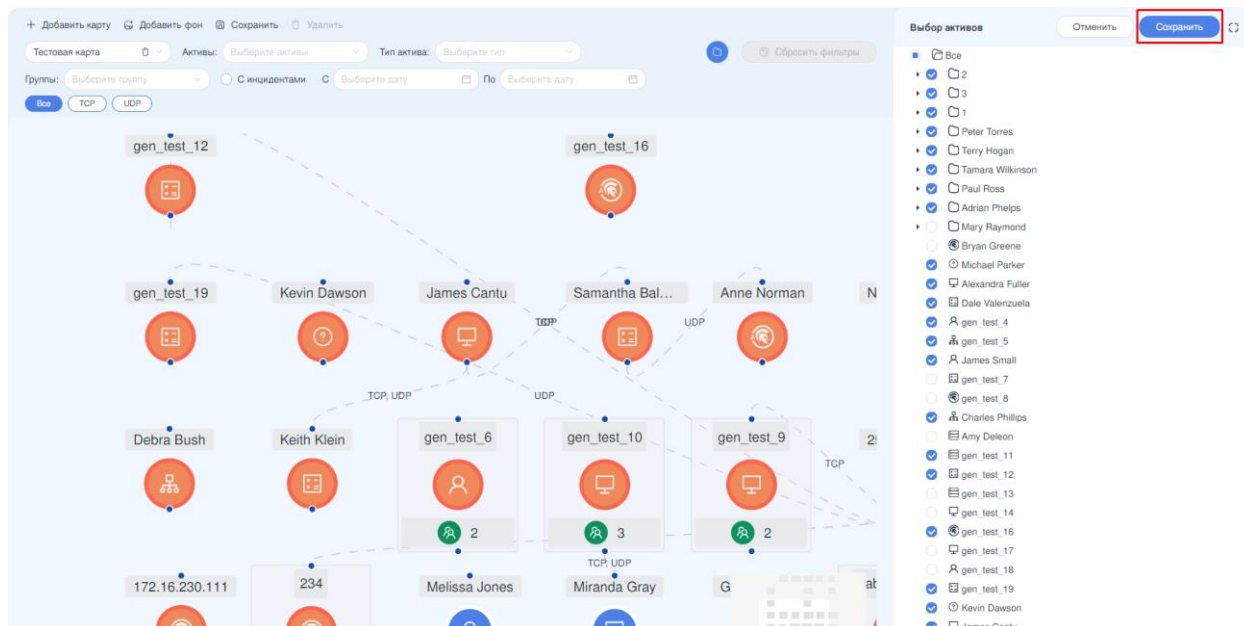 Добавить карту Добавить фон Сохранить Удалить
Тестовая карта Активы: Выберите активы Тип актива: Выберите тип Сбросить фильтры
Группы: Выберите группу С инцидентами С Выберите дату По Выберите дату
Все TCP UDP
gen_test_12 gen_test_16
gen_test_19 Kevin Dawson James Cantu Samantha Bal... Anne Norman N
UDP
TCP, UDP UDP
Debra Bush Keith Klein gen_test_6 gen_test_10 gen_test_9
TCP
2 3 2
TCP, UDP
172.16.230.111 234 Melissa Jones Miranda Gray G
Выбор активов Отменить Сохранить
Все
2
3
1
Peter Torres
Terry Hogan
Tamara Wilkinson
Paul Ross
Adrian Phelps
Mary Raymond
Bryan Greene
Michael Parker
Alexandra Fuller
Dale Valenzuela
gen_test_4
gen_test_5
James Small
gen_test_7
gen_test_8
Charles Phillips
Amy Deleon
gen_test_11
gen_test_12
gen_test_13
gen_test_14
gen_test_16
gen_test_17
gen_test_18
gen_test_19
Kevin Dawson
James Cantu